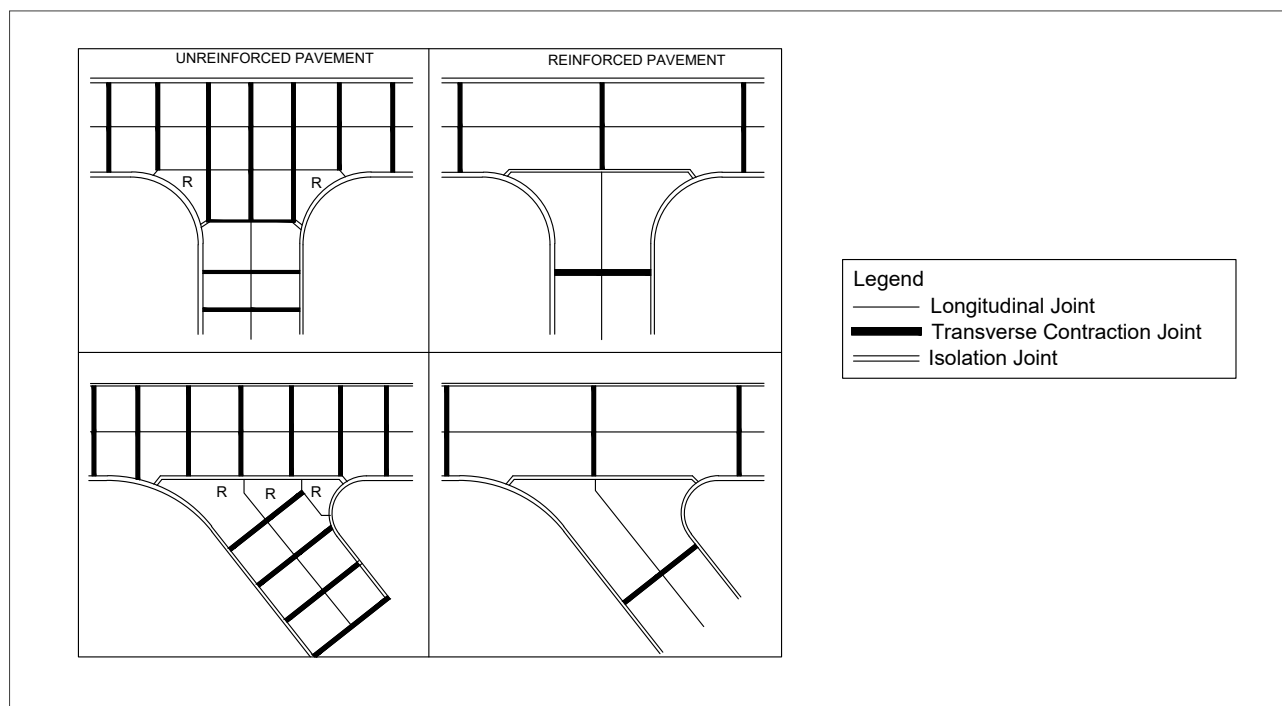 UNREINFORCED PAVEMENT
REINFORCED PAVEMENT
R
R
R
R
R
Legend
Longitudinal Joint
Transverse Contraction Joint
Isolation Joint